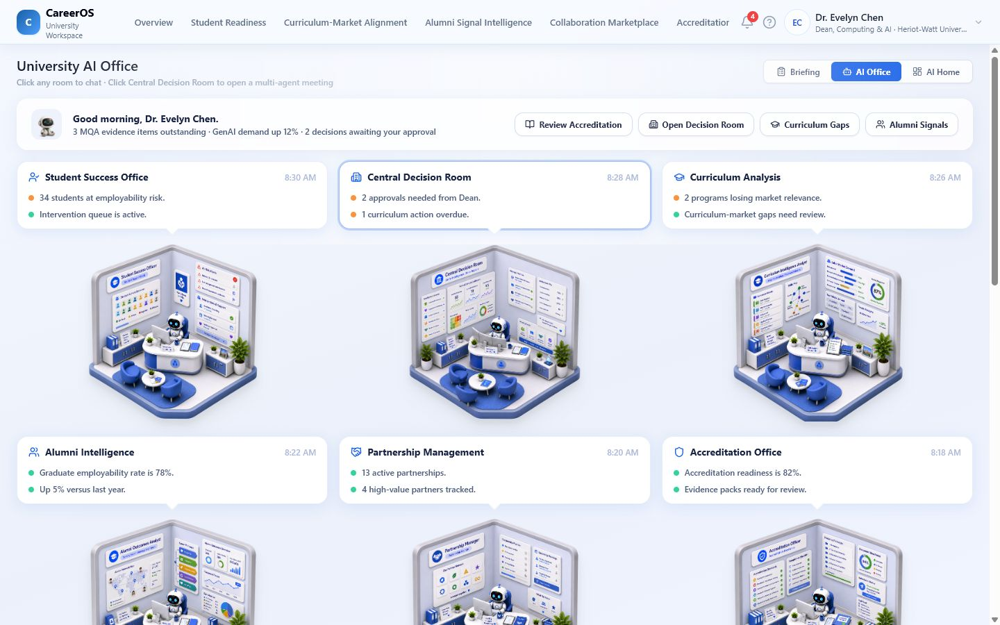 C
CareerOS
University
Workspace
Overview
Student Readiness
Curriculum-Market Alignment
Alumni Signal Intelligence
Collaboration Marketplace
Accreditation
4
EC
Dr. Evelyn Chen
Dean, Computing & AI · Heriot-Watt Univer...
University AI Office
Click any room to chat · Click Central Decision Room to open a multi-agent meeting
Briefing
AI Office
AI Home
Good morning, Dr. Evelyn Chen.
3 MQA evidence items outstanding · GenAI demand up 12% · 2 decisions awaiting your approval
Review Accreditation
Open Decision Room
Curriculum Gaps
Alumni Signals
Student Success Office
8:30 AM
34 students at employability risk.
Intervention queue is active.
Central Decision Room
8:28 AM
2 approvals needed from Dean.
1 curriculum action overdue.
Curriculum Analysis
8:26 AM
2 programs losing market relevance.
Curriculum-market gaps need review.
Student Success Officer
Central Decision Room
Curriculum Intelligence Analyst
87%
Alumni Intelligence
8:22 AM
Graduate employability rate is 78%.
Up 5% versus last year.
Partnership Management
8:20 AM
13 active partnerships.
4 high-value partners tracked.
Accreditation Office
8:18 AM
Accreditation readiness is 82%.
Evidence packs ready for review.
Alumni Outcomes Analyst
Partnership Manager
Accreditation Officer